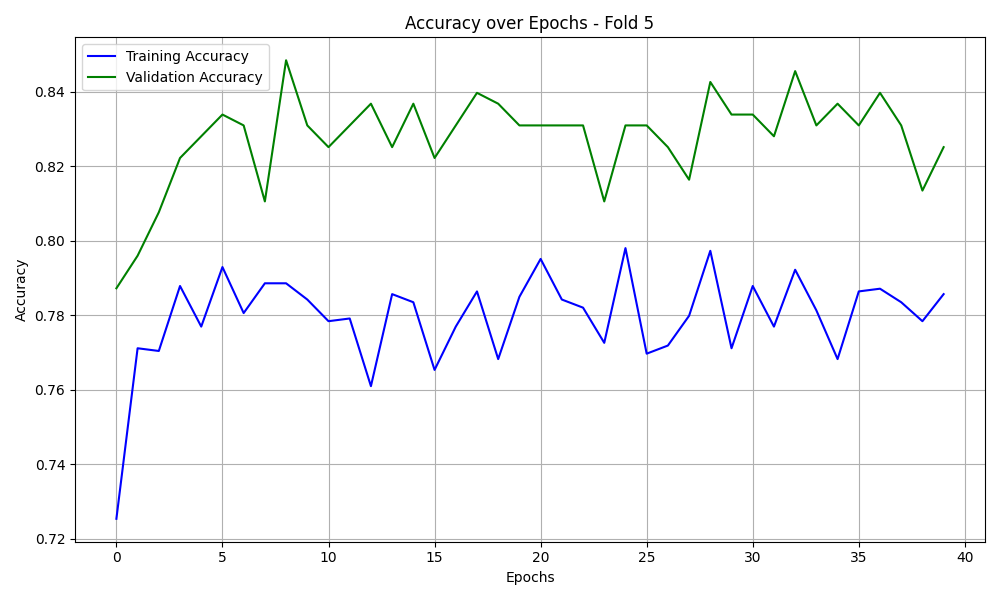 Accuracy over Epochs - Fold 5
Training Accuracy
Validation Accuracy
Accuracy
0.84
0.82
0.80
0.78
0.76
0.74
0.72
0 5 10 15 20 25 30 35 40
Epochs